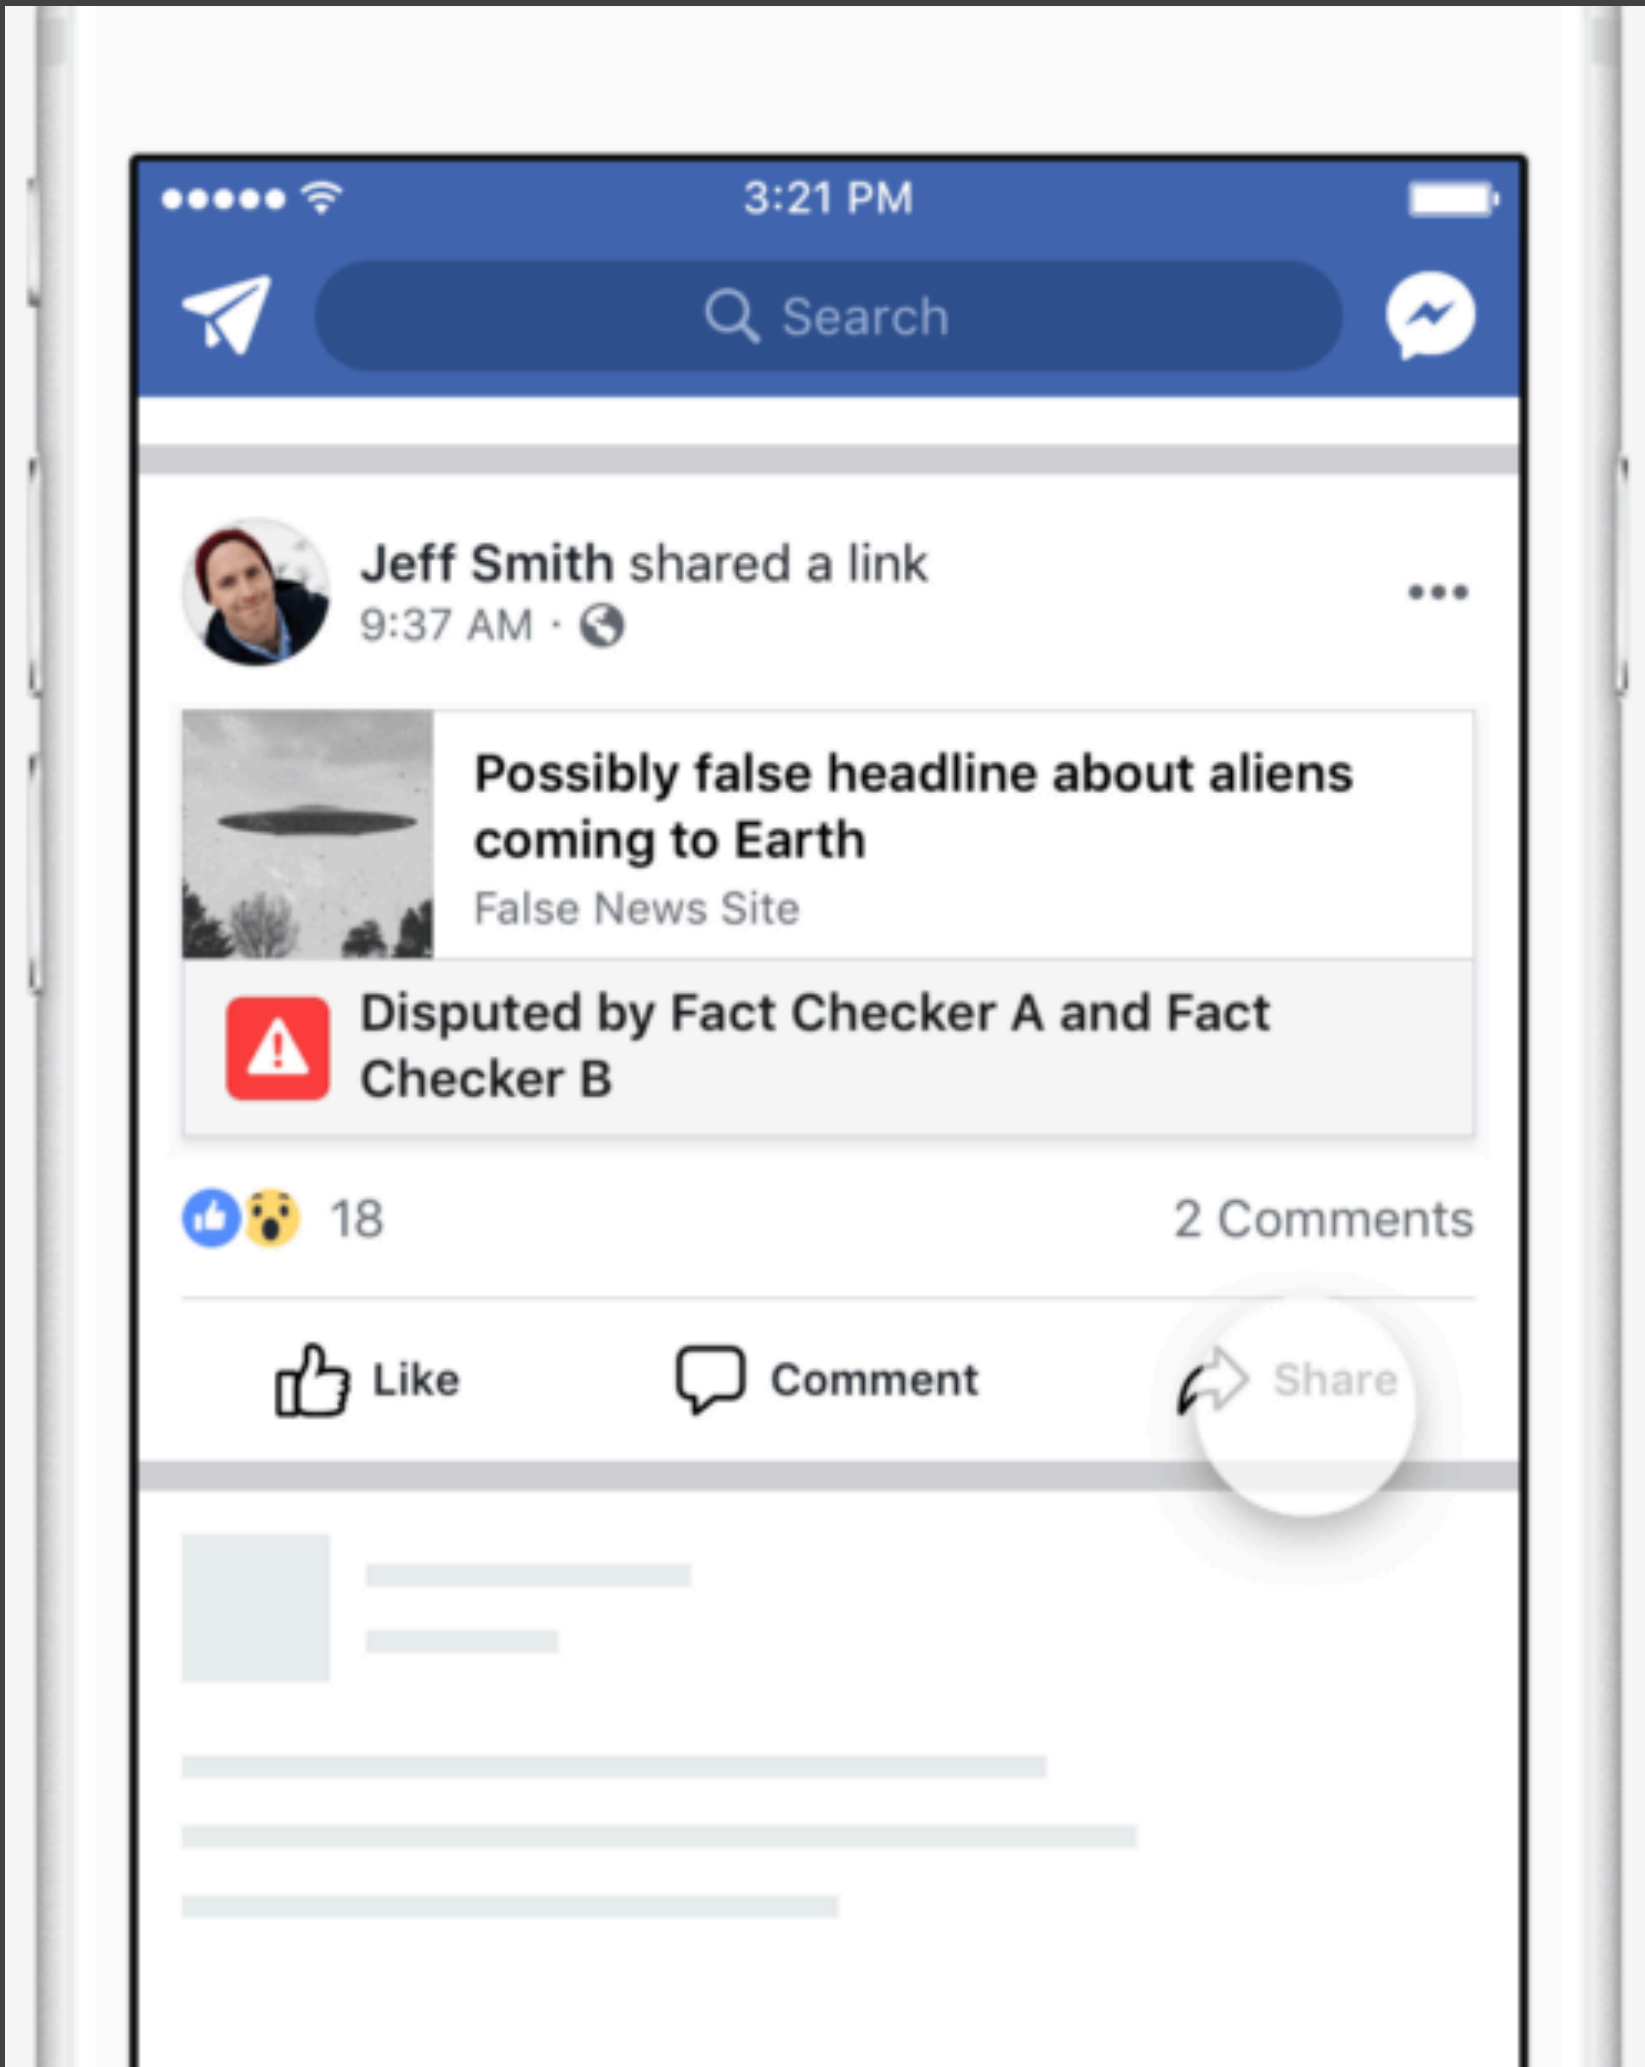 3:21 PM
Search
Jeff Smith shared a link
9:37 AM ·
Possibly false headline about aliens
coming to Earth
False News Site
Disputed by Fact Checker A and Fact
Checker B
18
2 Comments
Like
Comment
Share